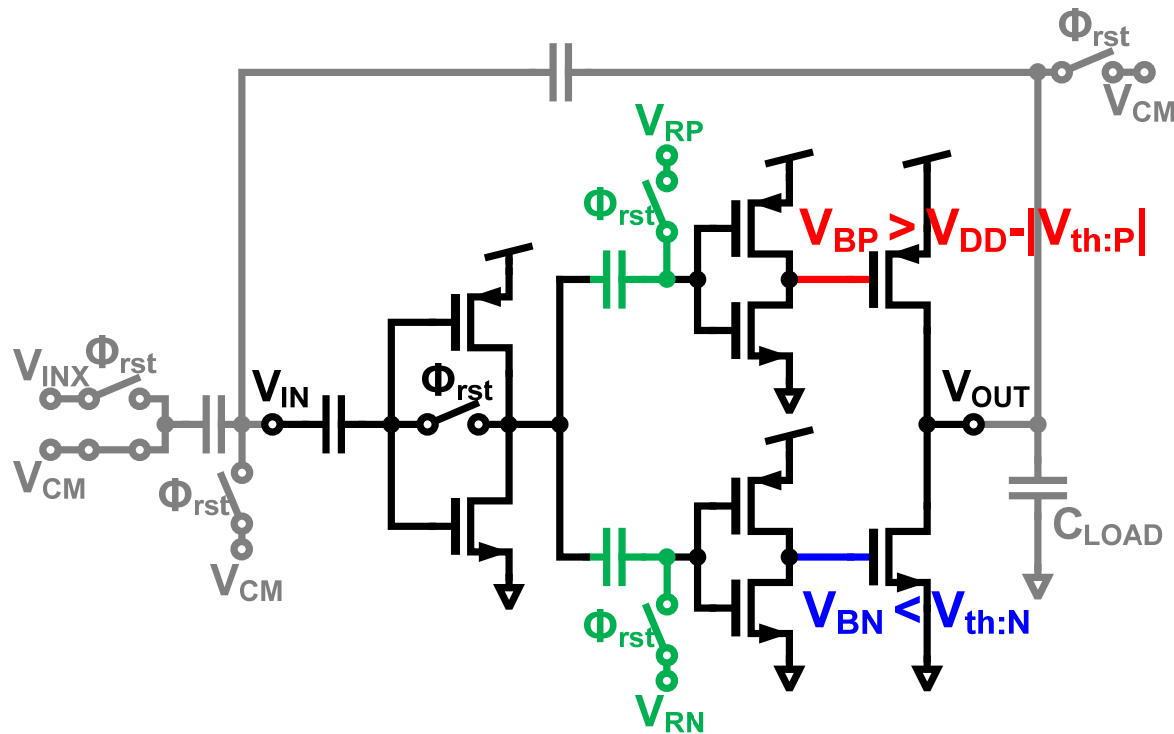 Φrst
VCM
VRP
Φrst
VBP > VDD-|Vth:P|
VINX
Φrst
VIN
Φrst
VOUT
VCM
Φrst
VCM
CLOAD
Φrst
VBN < Vth:N
VRN